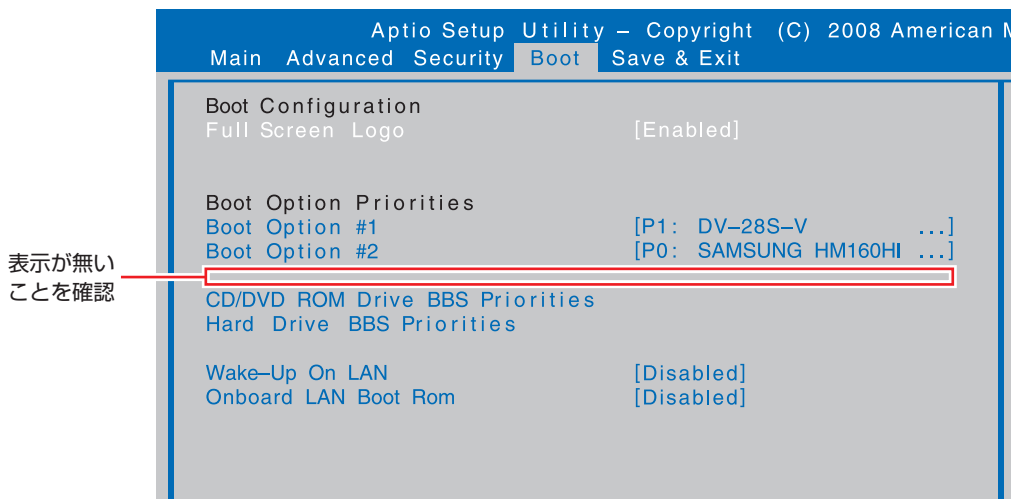 Aptio Setup Utility – Copyright (C) 2008 American
Main Advanced Security Boot Save & Exit
Boot Configuration
Full Screen Logo [Enabled]
Boot Option Priorities
Boot Option #1 [P1: DV–28S–V ...]
Boot Option #2 [P0: SAMSUNG HM160HI ...]
表示が無い
ことを確認
CD/DVD ROM Drive BBS Priorities
Hard Drive BBS Priorities
Wake–Up On LAN [Disabled]
Onboard LAN Boot Rom [Disabled]